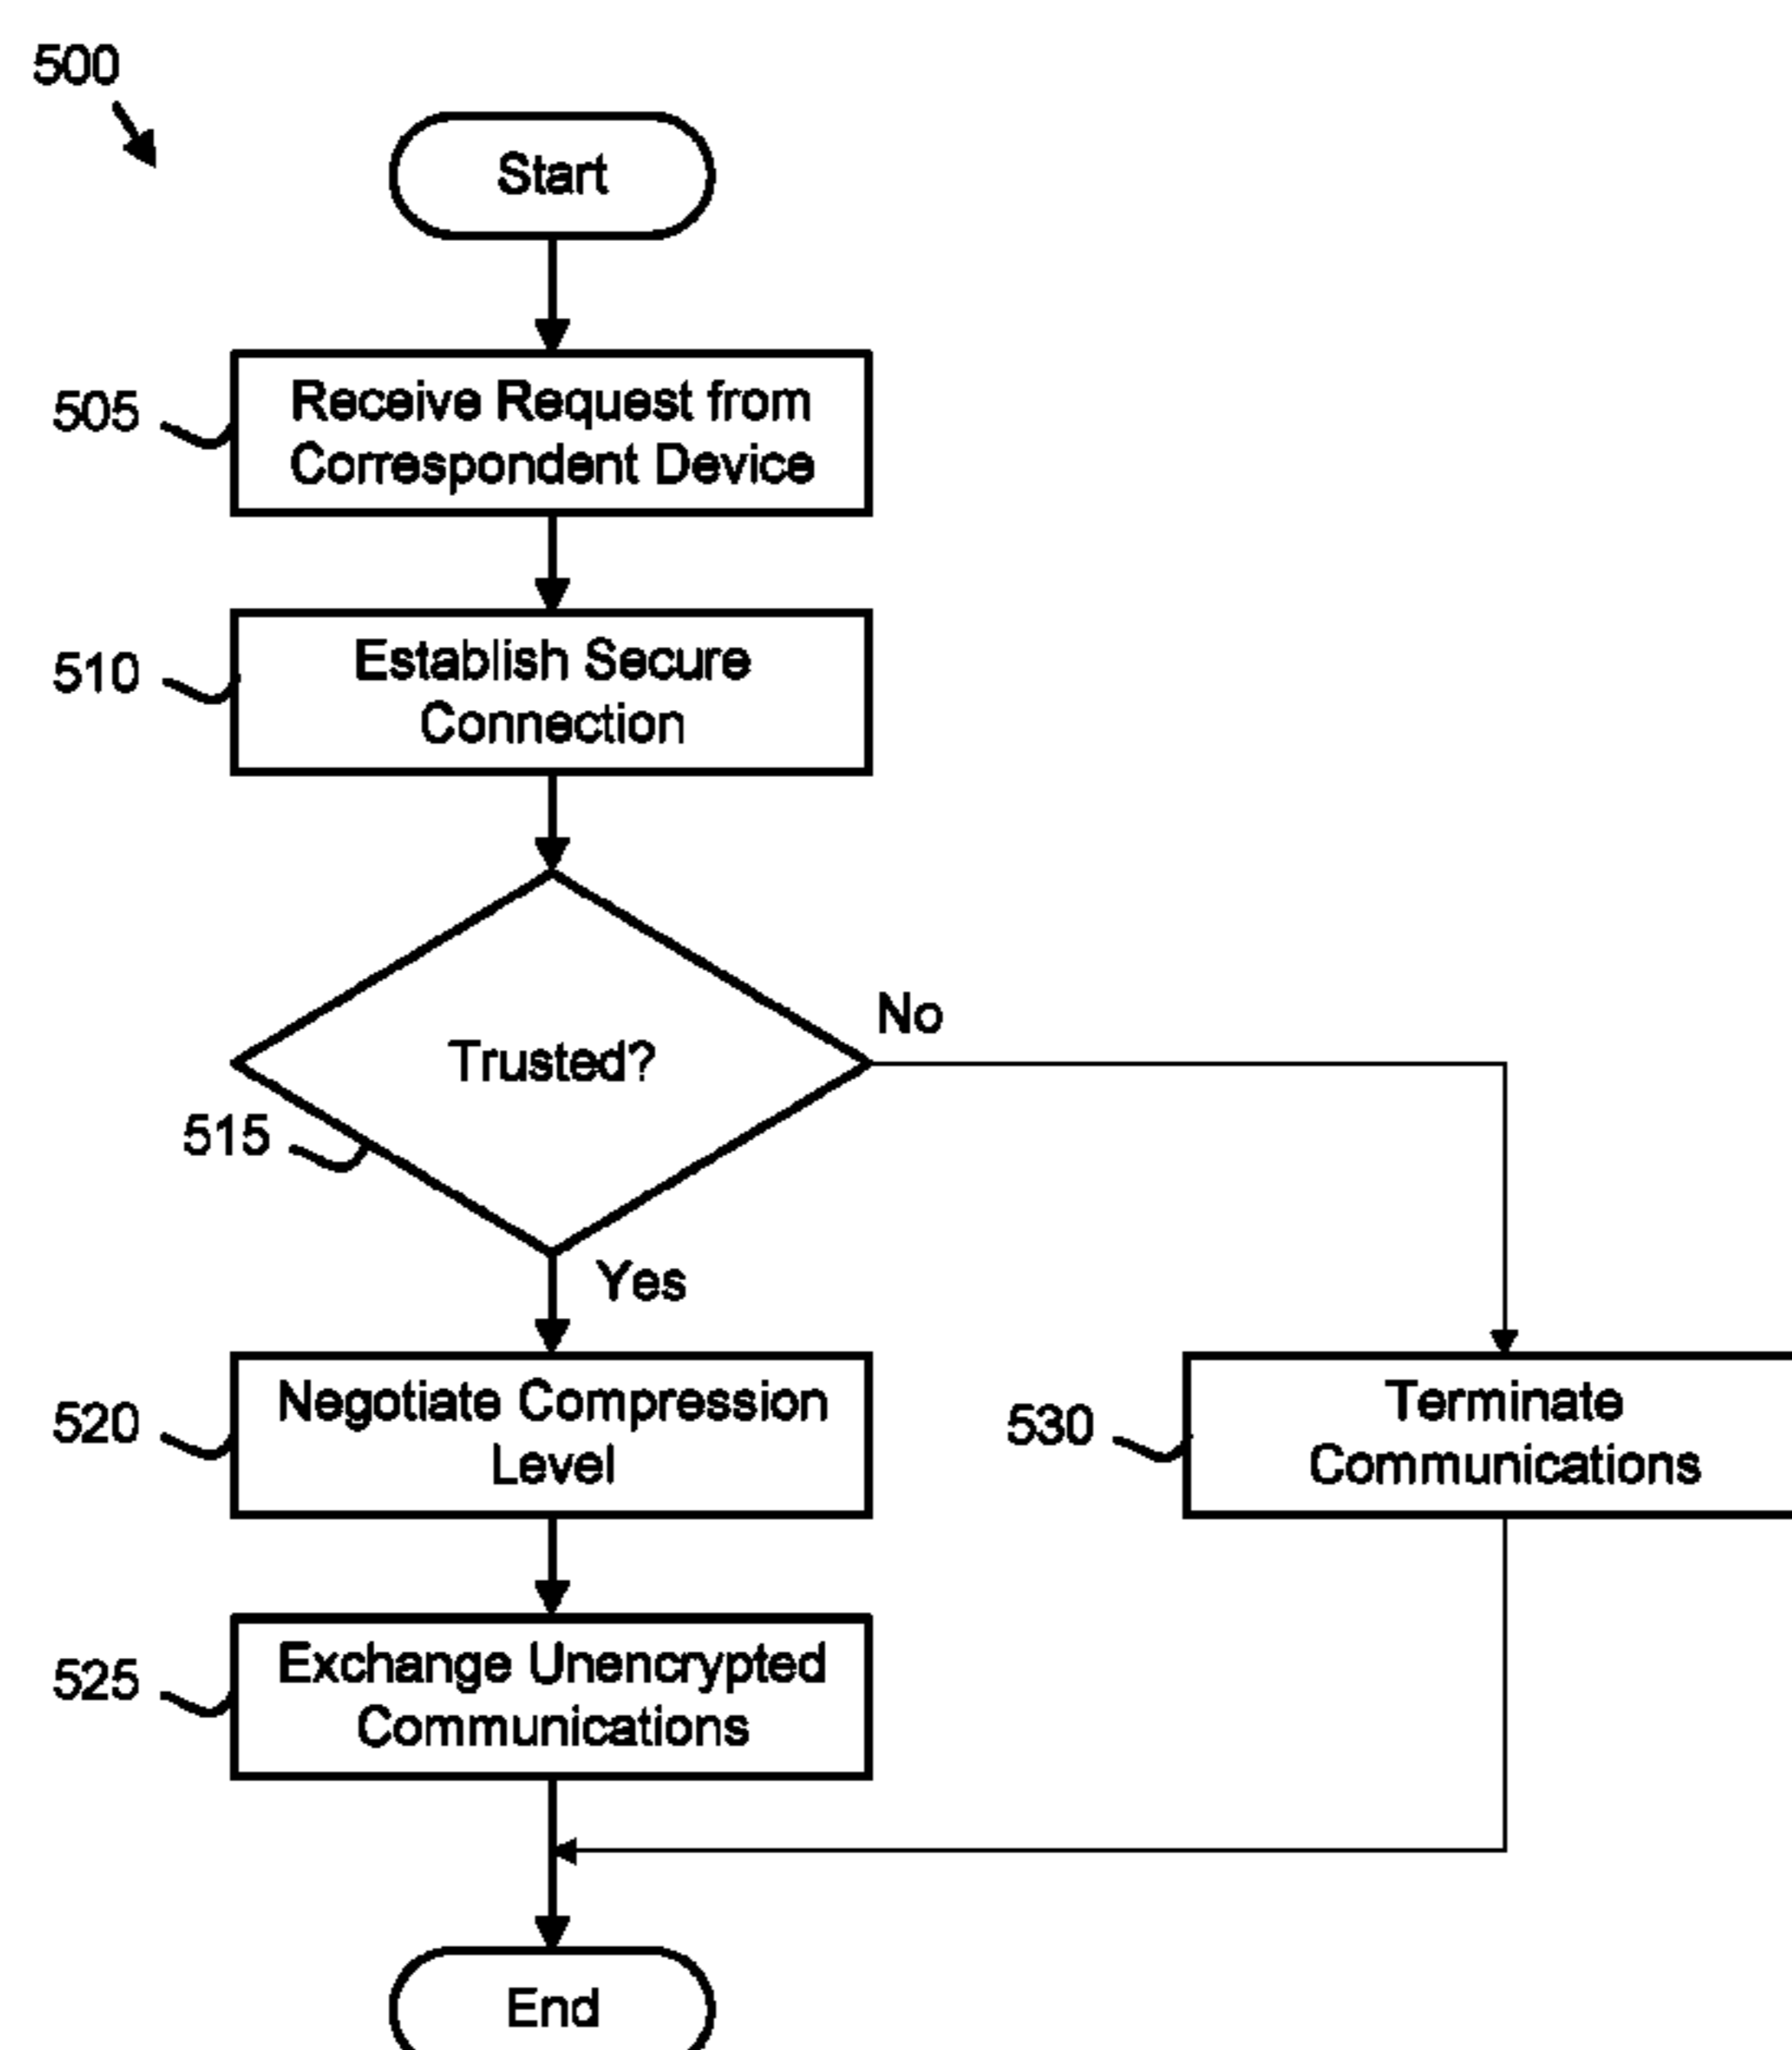 500
Start
505
Receive Request from
Correspondent Device
510
Establish Secure
Connection
Trusted?
No
515
Yes
520
Negotiate Compression
Level
530
Terminate
Communications
525
Exchange Unencrypted
Communications
End